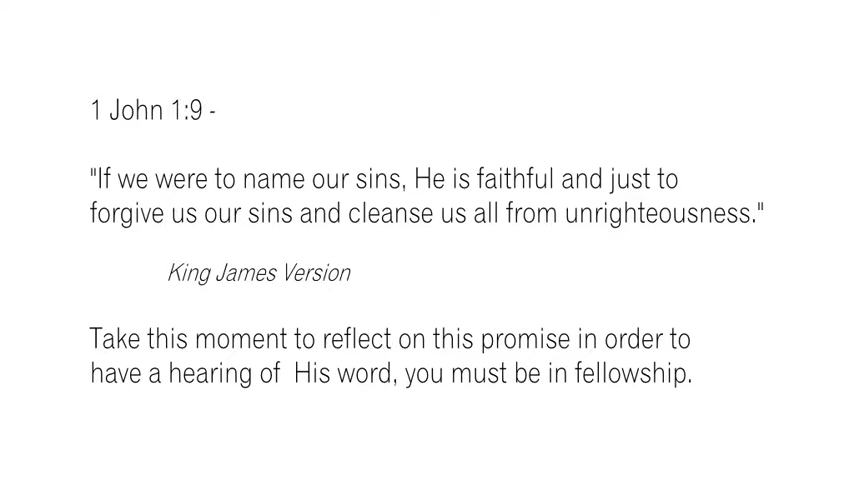 1 John 1:9 -
"If we were to name our sins, He is faithful and just to
forgive us our sins and cleanse us all from unrighteousness."
King James Version
Take this moment to reflect on this promise in order to
have a hearing of  His word, you must be in fellowship.